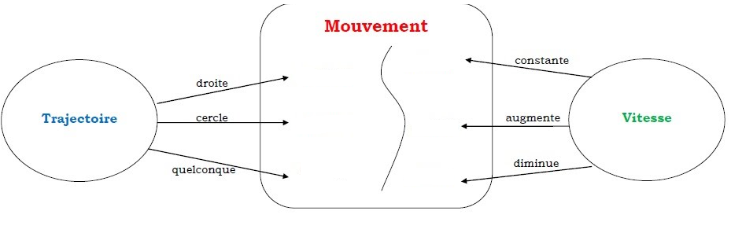 Mouvement
droite
Trajectoire
cercle
quelconque
constante
augmente
Vitesse
diminue